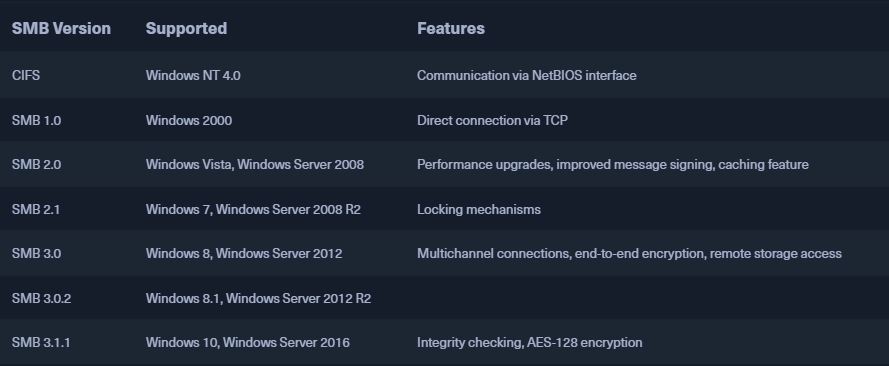 SMB Version Supported Features
CIFS Windows NT 4.0 Communication via NetBIOS interface
SMB 1.0 Windows 2000 Direct connection via TCP
SMB 2.0 Windows Vista, Windows Server 2008 Performance upgrades, improved message signing, caching feature
SMB 2.1 Windows 7, Windows Server 2008 R2 Locking mechanisms
SMB 3.0 Windows 8, Windows Server 2012 Multichannel connections, end-to-end encryption, remote storage access
SMB 3.0.2 Windows 8.1, Windows Server 2012 R2
SMB 3.1.1 Windows 10, Windows Server 2016 Integrity checking, AES-128 encryption